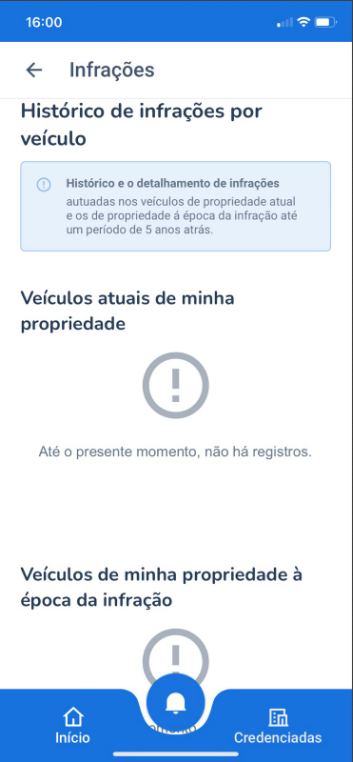 16:00
Infrações
Histórico de infrações por
veículo
Histórico e o detalhamento de infrações
autuadas nos veículos de propriedade atual
e os de propriedade á época da infração até
um período de 5 anos atrás.
Veículos atuais de minha
propriedade
Até o presente momento, não há registros.
Veículos de minha propriedade à
época da infração
Início
Credenciadas